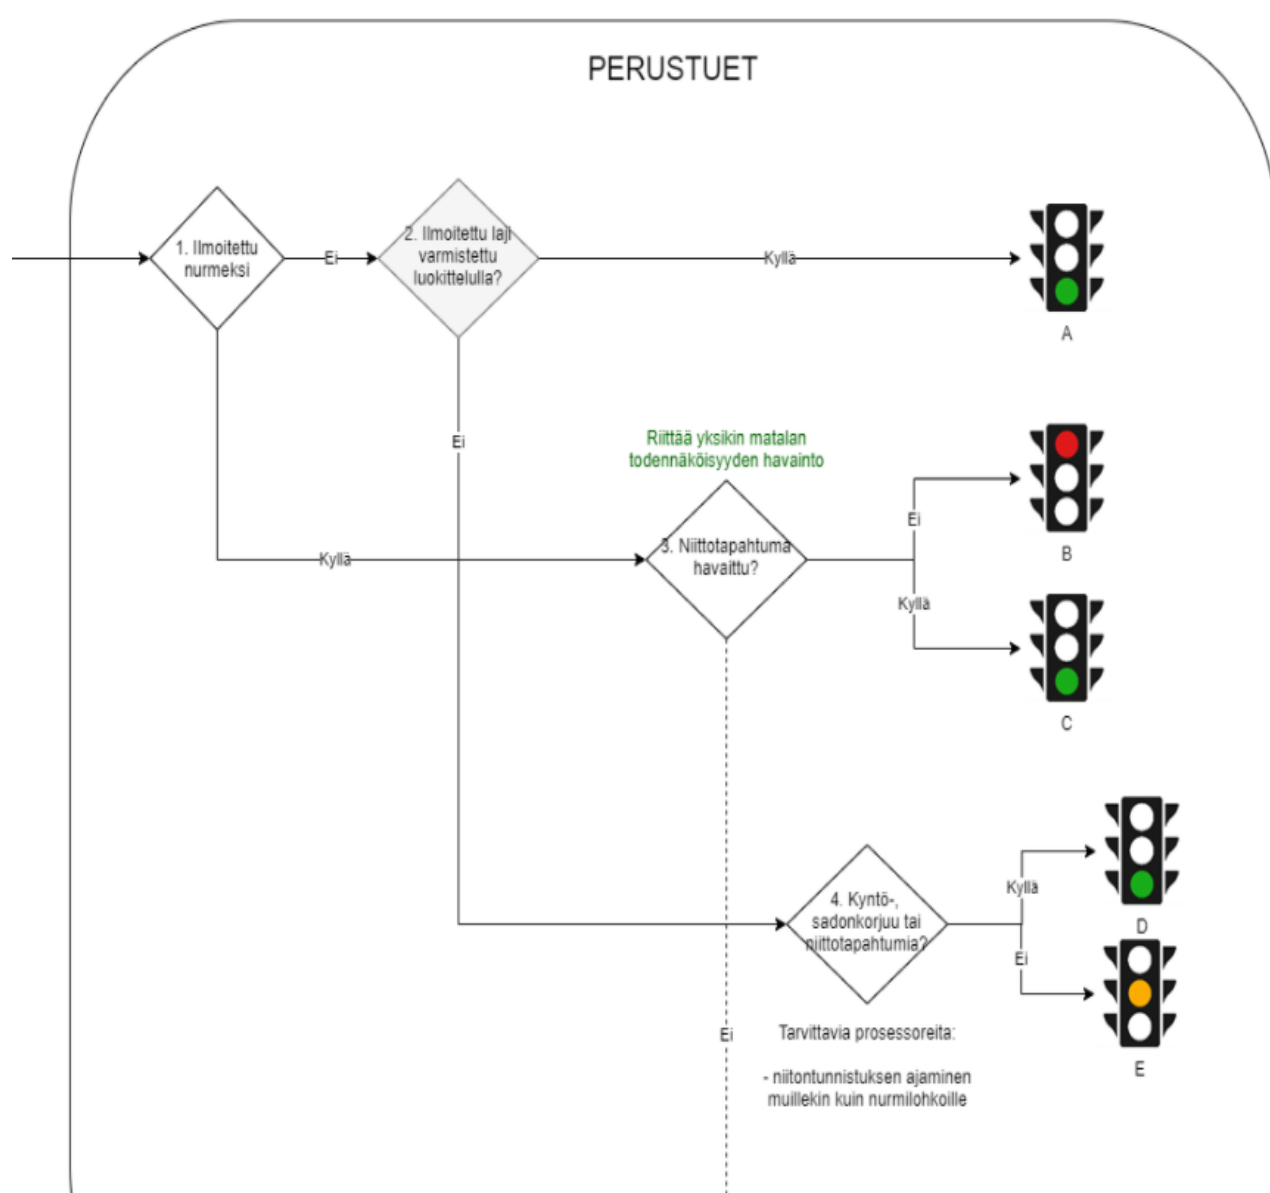 PERUSTUET
1. Ilmoitettu
nurmeksi
Ei
2. Ilmoitettu laji
varmistettu
luokittelulla?
Kyllä
A
Ei
Riittää yksikin matalan
todennäköisyyden havainto
Kyllä
3. Niittotapahtuma
havaittu?
Ei
B
Kyllä
C
4. Kyntö-,
sadonkorjuu tai
niittotapahtumia?
Kyllä
D
Ei
E
Ei
Tarvittavia prosessoreita:
- niitontunnistuksen ajaminen
muillekin kuin nurmilohkoille